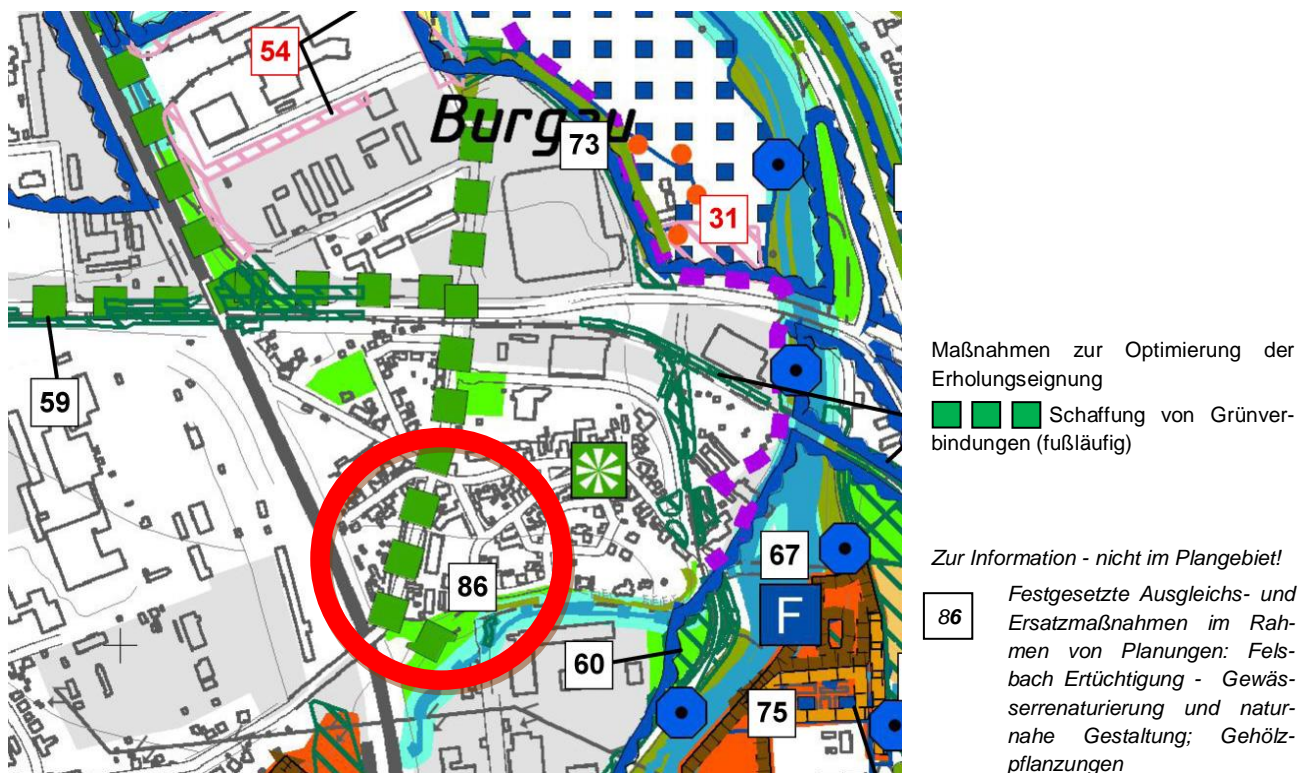 54
Burgau
73
31
59
86
67
F
60
75
Maßnahmen zur Optimierung der
Erholungseignung
Schaffung von Grünver-
bindungen (fußläufig)
Zur Information - nicht im Plangebiet!
86
Festgesetzte Ausgleichs- und
Ersatzmaßnahmen im Rah-
men von Planungen: Fels-
bach Ertüchtigung - Gewäs-
serrenaturierung und natur-
nahe Gestaltung; Gehölz-
pflanzungen